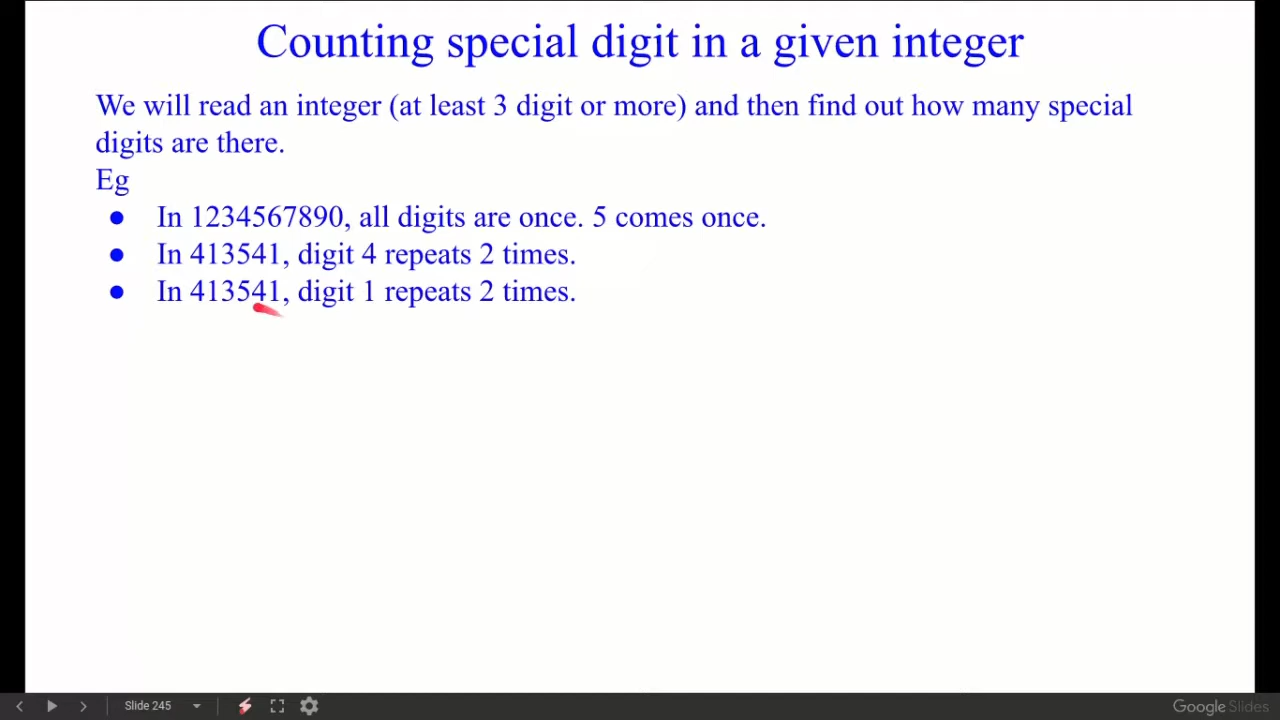 Counting special digit in a given integer
We will read an integer (at least 3 digit or more) and then find out how many special
digits are there.
Eg
● In 1234567890, all digits are once. 5 comes once.
● In 413541, digit 4 repeats 2 times.
● In 413541, digit 1 repeats 2 times.
Slide 245
Google Slides